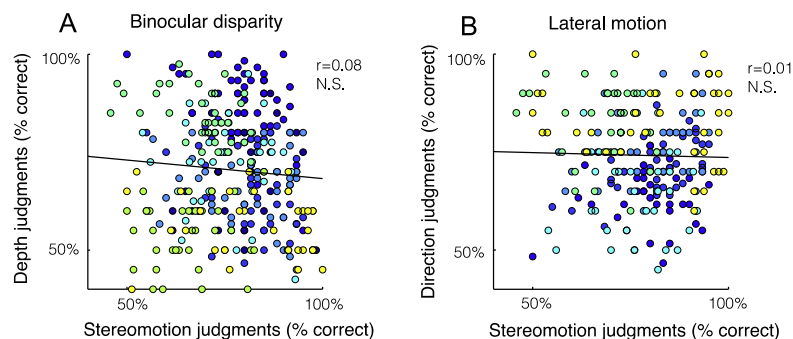 A
Binocular disparity
100%
50%
Depth judgments (% correct)
r=0.08
N.S.
50%
100%
Stereomotion judgments (% correct)
B
Lateral motion
100%
50%
Direction judgments (% correct)
r=0.01
N.S.
50%
100%
Stereomotion judgments (% correct)